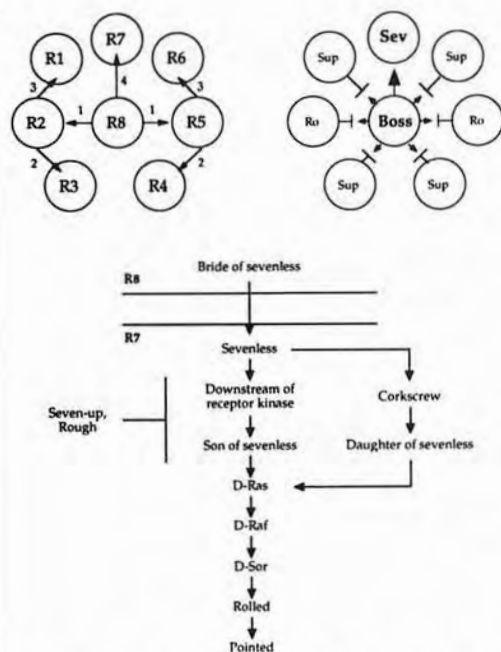 R1
R7
R6
3
4
3
R2
1
R8
1
R5
2
2
R3
R4
Sev
Sup
Sup
Ro
Boss
Ro
Sup
Sup
Bride of sevenless
R8
R7
Sevenless
Downstream of
receptor kinase
Corkscrew
Seven-up,
Rough
Son of sevenless
Daughter of sevenless
D-Ras
D-Raf
D-Sor
Rolled
Pointed